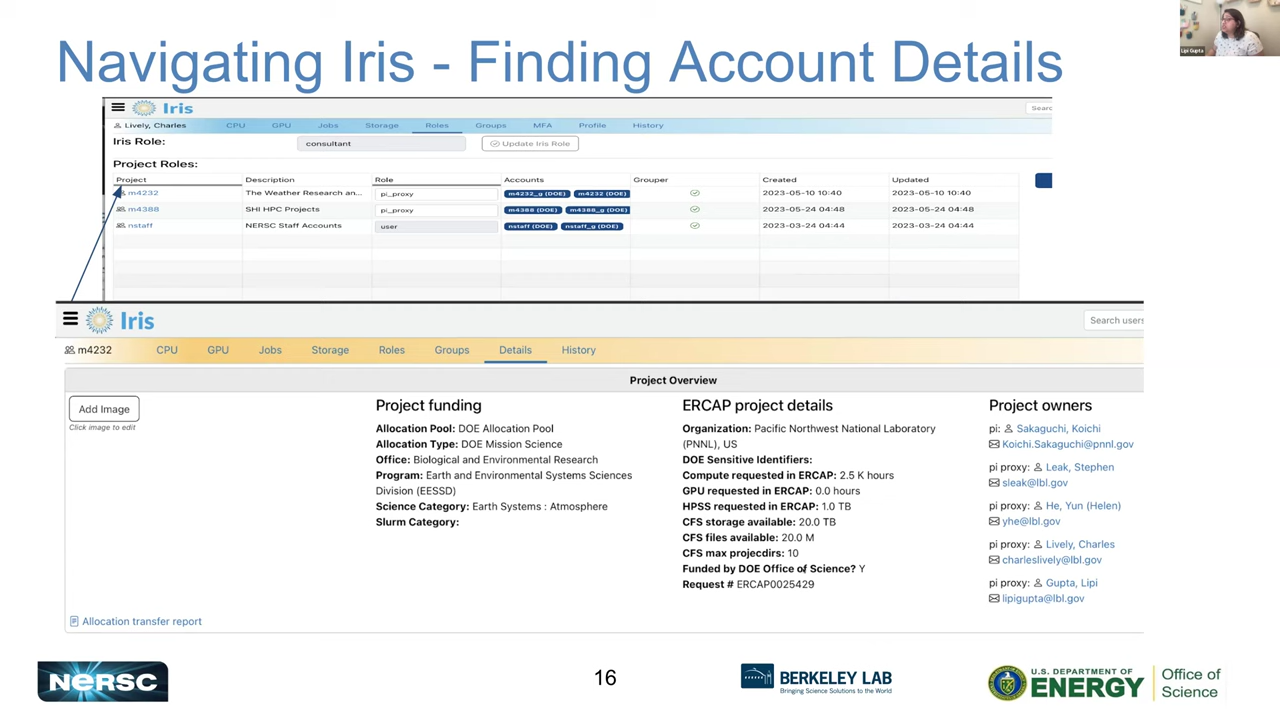 Navigating Iris - Finding Account Details
Lipi Gupta
Iris
Searc
Lively, Charles CPU GPU Jobs Storage Roles Groups MFA Profile History
Iris Role: consultant Update Iris Role
Project Roles:
Project Description Role Accounts Grouper Created Updated
m4232 The Weather Research an... pi_proxy m4232_g (DOE) m4232 (DOE) 2023-05-10 10:40 2023-05-10 10:40
m4388 SHI HPC Projects pi_proxy m4388 (DOE) m4388_g (DOE) 2023-05-24 04:48 2023-05-24 04:48
nstaff NERSC Staff Accounts user nstaff (DOE) nstaff_g (DOE) 2023-03-24 04:44 2023-03-24 04:44
Iris
Search users
m4232 CPU GPU Jobs Storage Roles Groups Details History
Project Overview
Add Image
Click image to edit
Project funding
Allocation Pool: DOE Allocation Pool
Allocation Type: DOE Mission Science
Office: Biological and Environmental Research
Program: Earth and Environmental Systems Sciences
Division (EESSD)
Science Category: Earth Systems : Atmosphere
Slurm Category:
ERCAP project details
Organization: Pacific Northwest National Laboratory
(PNNL), US
DOE Sensitive Identifiers:
Compute requested in ERCAP: 2.5 K hours
GPU requested in ERCAP: 0.0 hours
HPSS requested in ERCAP: 1.0 TB
CFS storage available: 20.0 TB
CFS files available: 20.0 M
CFS max projecdirs: 10
Funded by DOE Office of Science? Y
Request # ERCAP0025429
Project owners
pi: Sakaguchi, Koichi
Koichi.Sakaguchi@pnnl.gov
pi proxy: Leak, Stephen
sleak@lbl.gov
pi proxy: He, Yun (Helen)
yhe@lbl.gov
pi proxy: Lively, Charles
charleslively@lbl.gov
pi proxy: Gupta, Lipi
lipigupta@lbl.gov
Allocation transfer report
NERSC
16
BERKELEY LAB
Bringing Science Solutions to the World
U.S. DEPARTMENT OF
ENERGY
Office of
Science